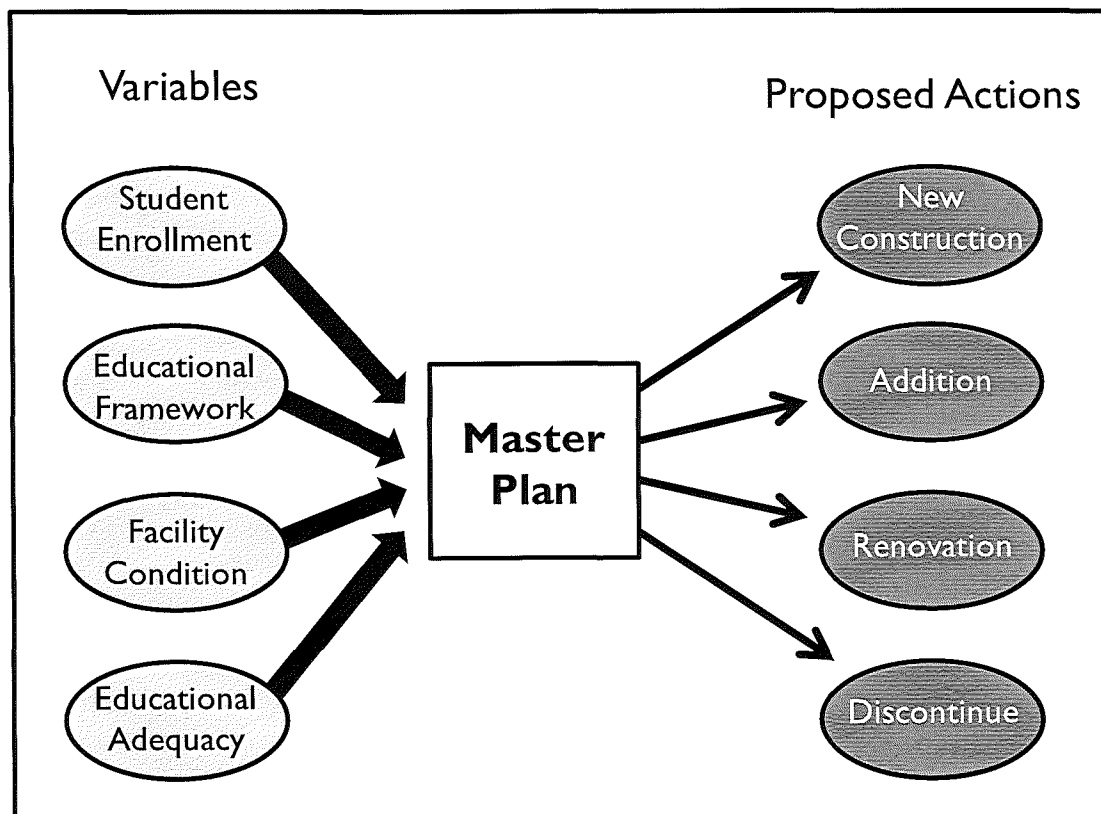 Variables
Proposed Actions
Student
Enrollment
Educational
Framework
Facility
Condition
Educational
Adequacy
Master
Plan
New
Construction
Addition
Renovation
Discontinue